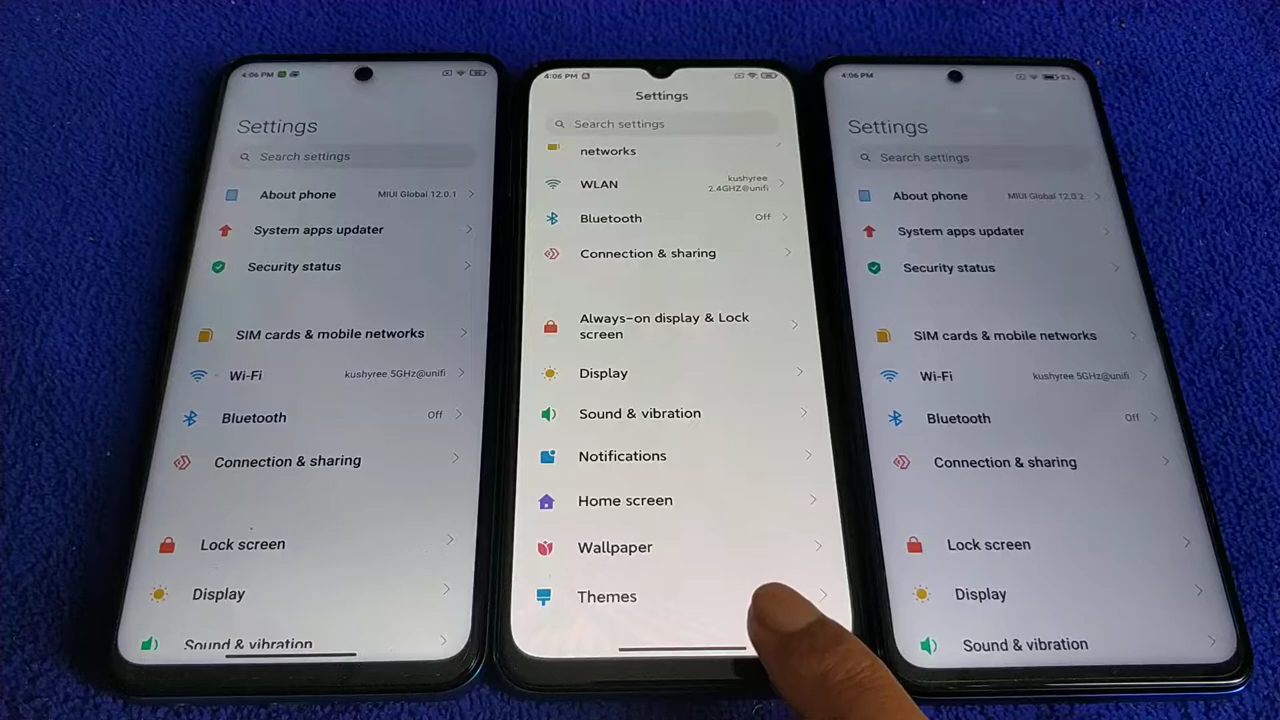 4:06 PM
Settings
Search settings
About phone
MIUI Global 12.0.1
System apps updater
Security status
SIM cards & mobile networks
Wi-Fi
kushyree 5GHz@unifi
Bluetooth
Off
Connection & sharing
Lock screen
Display
Sound & vibration
4:06 PM
Settings
Search settings
networks
WLAN
kushyree
2.4GHZ@unifi
Bluetooth
Off
Connection & sharing
Always-on display & Lock
screen
Display
Sound & vibration
Notifications
Home screen
Wallpaper
Themes
4:06 PM
Settings
Search settings
About phone
MIUI Global 12.0.2
System apps updater
Security status
SIM cards & mobile networks
Wi-Fi
kushyree 5GHz@unifi
Bluetooth
Off
Connection & sharing
Lock screen
Display
Sound & vibration